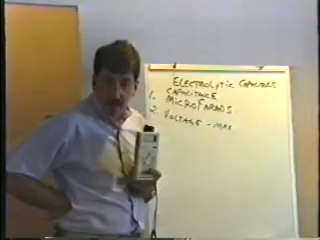 ELECTROLYTIC CAPACITORS
1. CAPACITANCE
MICROFARADS
2. VOLTAGE - MAX